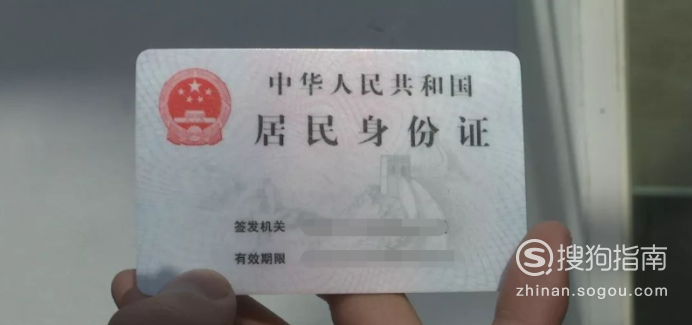 中华人民共和国
居民身份证
签发机关
有效期限
搜狗指南
zhinan.sogou.com